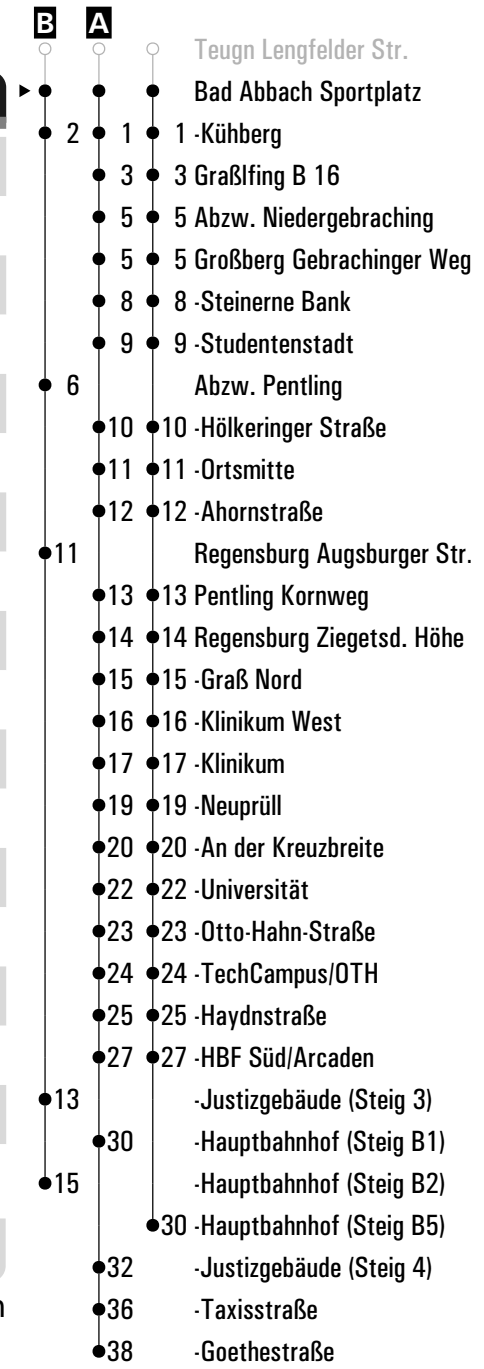 B A
Teugn Lengfelder Str.
Bad Abbach Sportplatz
2 1 1 -Kühberg
3 3 Graßlfing B 16
5 5 Abzw. Niedergebraching
5 5 Großberg Gebrachinger Weg
8 8 -Steinerne Bank
9 9 -Studentenstadt
6 Abzw. Pentling
10 10 -Hölkeringer Straße
11 11 -Ortsmitte
12 12 -Ahornstraße
11 Regensburg Augsburger Str.
13 13 Pentling Kornweg
14 14 Regensburg Ziegetsd. Höhe
15 15 -Graß Nord
16 16 -Klinikum West
17 17 -Klinikum
19 19 -Neuprüll
20 20 -An der Kreuzbreite
22 22 -Universität
23 23 -Otto-Hahn-Straße
24 24 -TechCampus/OTH
25 25 -Haydnstraße
27 27 -HBF Süd/Arcaden
13 -Justizgebäude (Steig 3)
30 -Hauptbahnhof (Steig B1)
15 -Hauptbahnhof (Steig B2)
30 -Hauptbahnhof (Steig B5)
32 -Justizgebäude (Steig 4)
36 -Taxisstraße
38 -Goethestraße